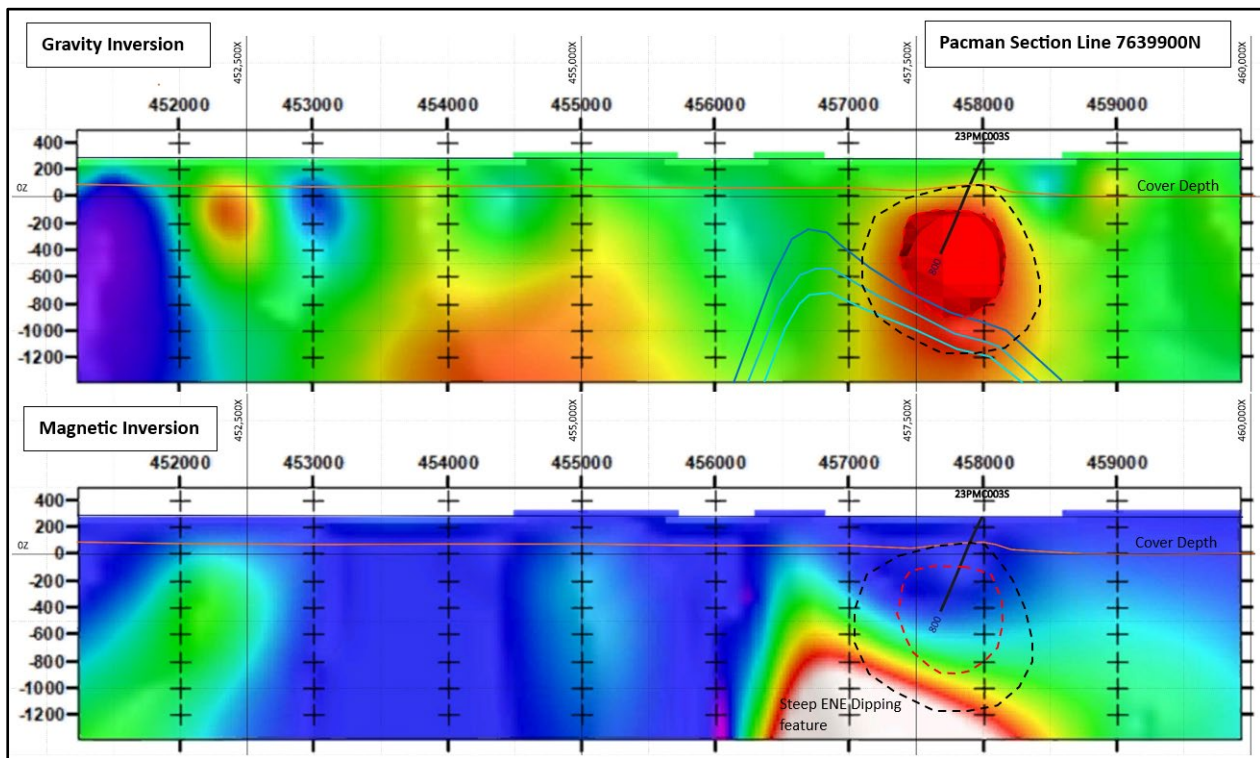 Gravity Inversion
Pacman Section Line 7639900N
452,500X
455,000X
457,500X
460,000X
452000 453000 454000 455000 456000 457000 458000 459000
23PMC003S
400
200
0Z
0
Cover Depth
-200
-400
-600
800
-800
-1000
-1200
Magnetic Inversion
452,500X
455,000X
457,500X
460,000X
452000 453000 454000 455000 456000 457000 458000 459000
23PMC003S
400
200
0Z
0
Cover Depth
-200
-400
-600
800
-800
-1000
-1200
Steep ENE Dipping
feature